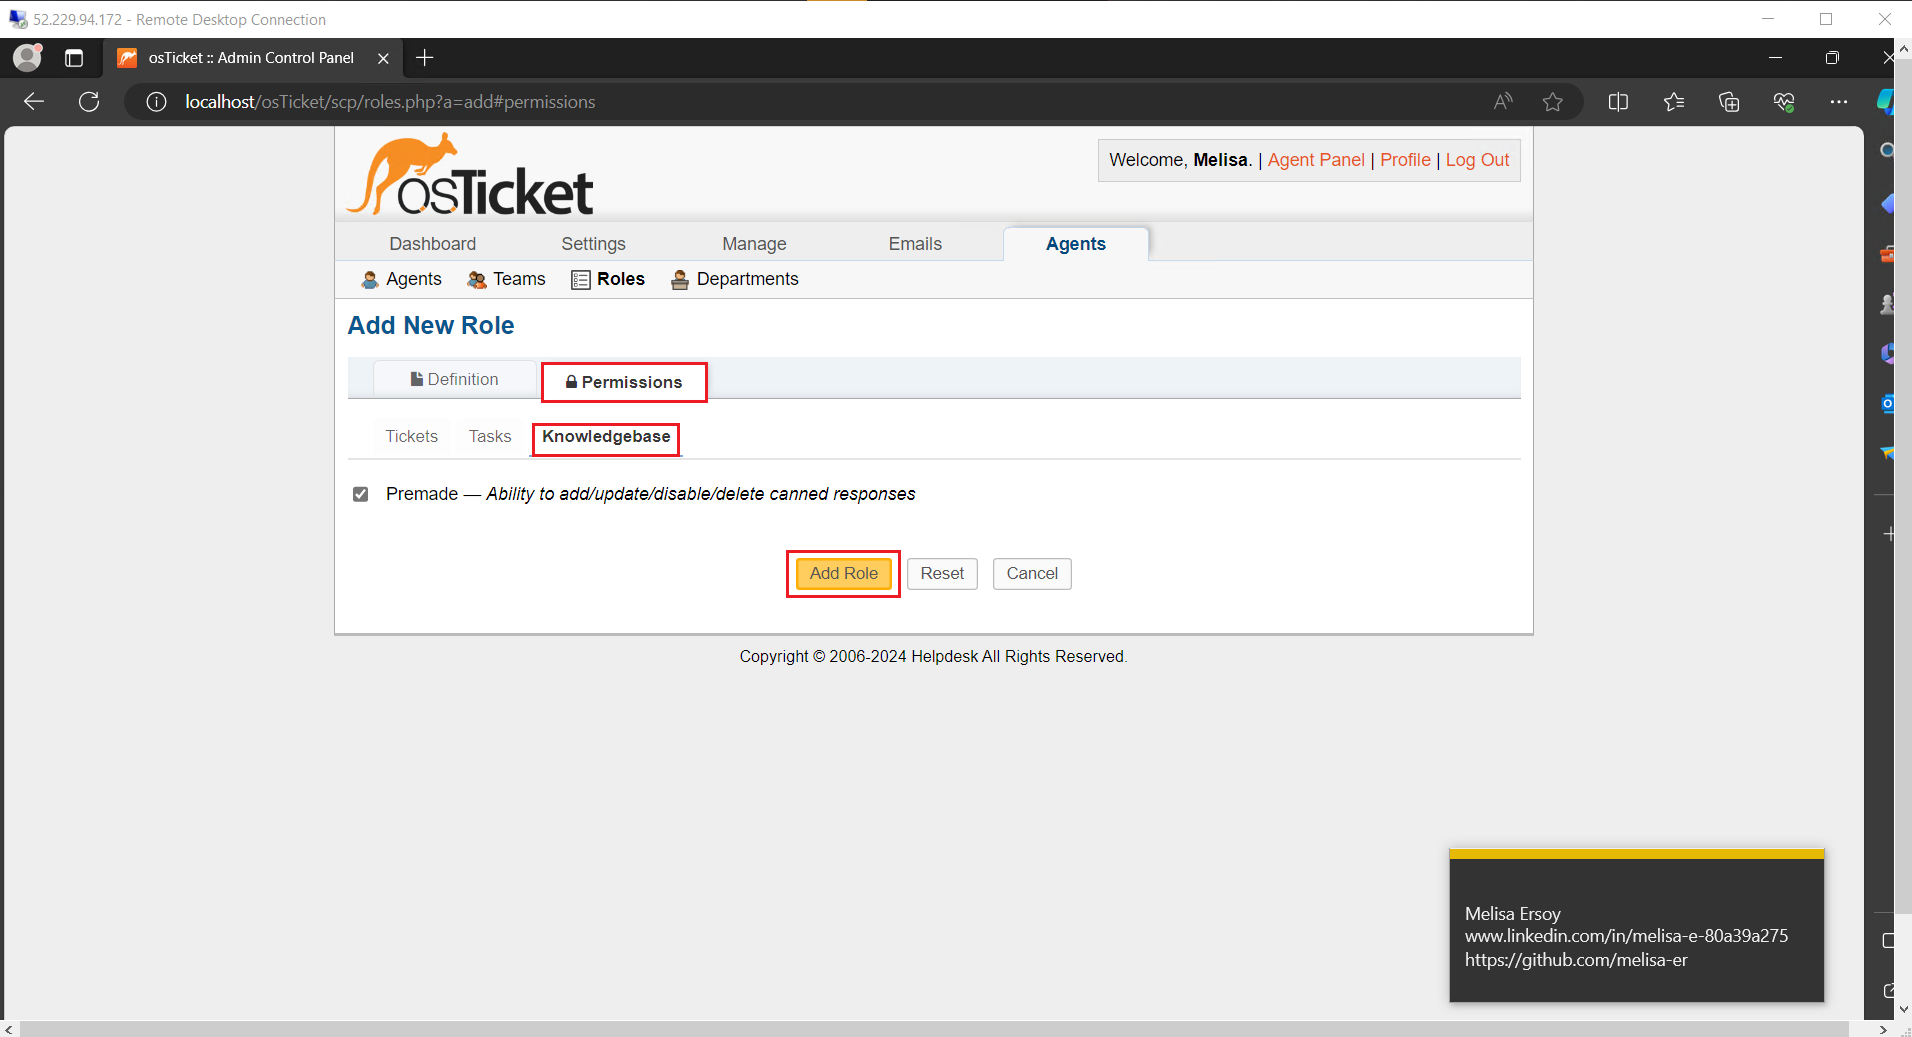 52.229.94.172 - Remote Desktop Connection
osTicket :: Admin Control Panel
localhost/osTicket/scp/roles.php?a=add#permissions
osTicket
Welcome, Melisa. | Agent Panel | Profile | Log Out
Dashboard Settings Manage Emails Agents
Agents Teams Roles Departments
Add New Role
Definition Permissions
Tickets Tasks Knowledgebase
Premade — Ability to add/update/disable/delete canned responses
Add Role Reset Cancel
Copyright © 2006-2024 Helpdesk All Rights Reserved.
Melisa Ersoy
www.linkedin.com/in/melisa-e-80a39a275
https://github.com/melisa-er